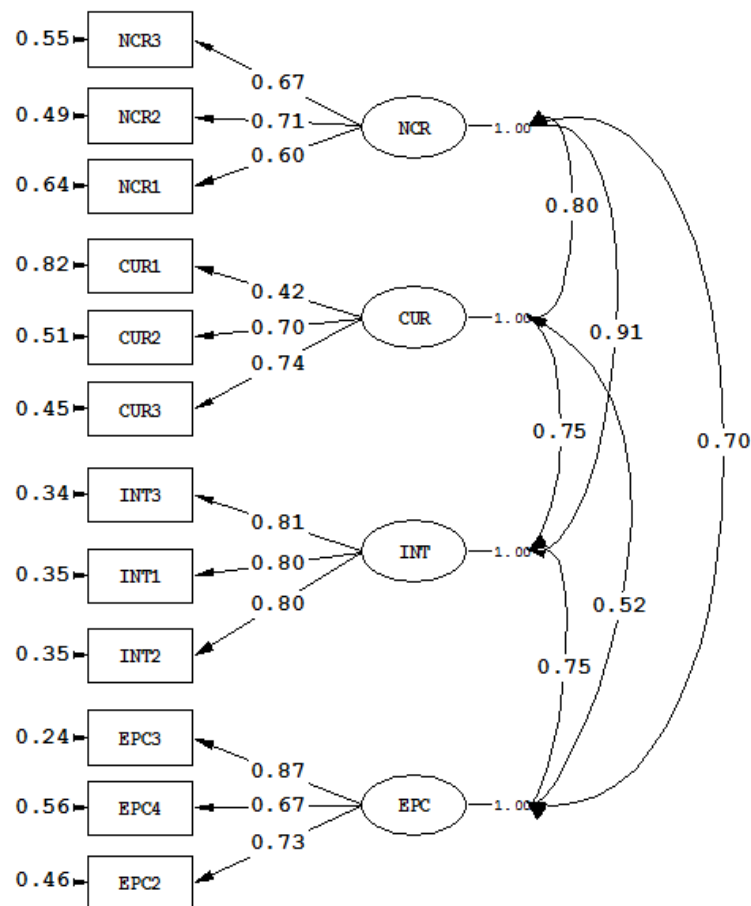 0.55 NCR3
0.67
0.49 NCR2 0.71 NCR 1.00
0.60
0.64 NCR1
0.80
0.82 CUR1
0.42
0.51 CUR2 0.70 CUR 1.00
0.91
0.74
0.45 CUR3
0.75 0.70
0.34 INT3
0.81
0.35 INT1 0.80 INT 1.00
0.80 0.52
0.35 INT2
0.75
0.24 EPC3
0.87
0.56 EPC4 0.67 EPC 1.00
0.73
0.46 EPC2